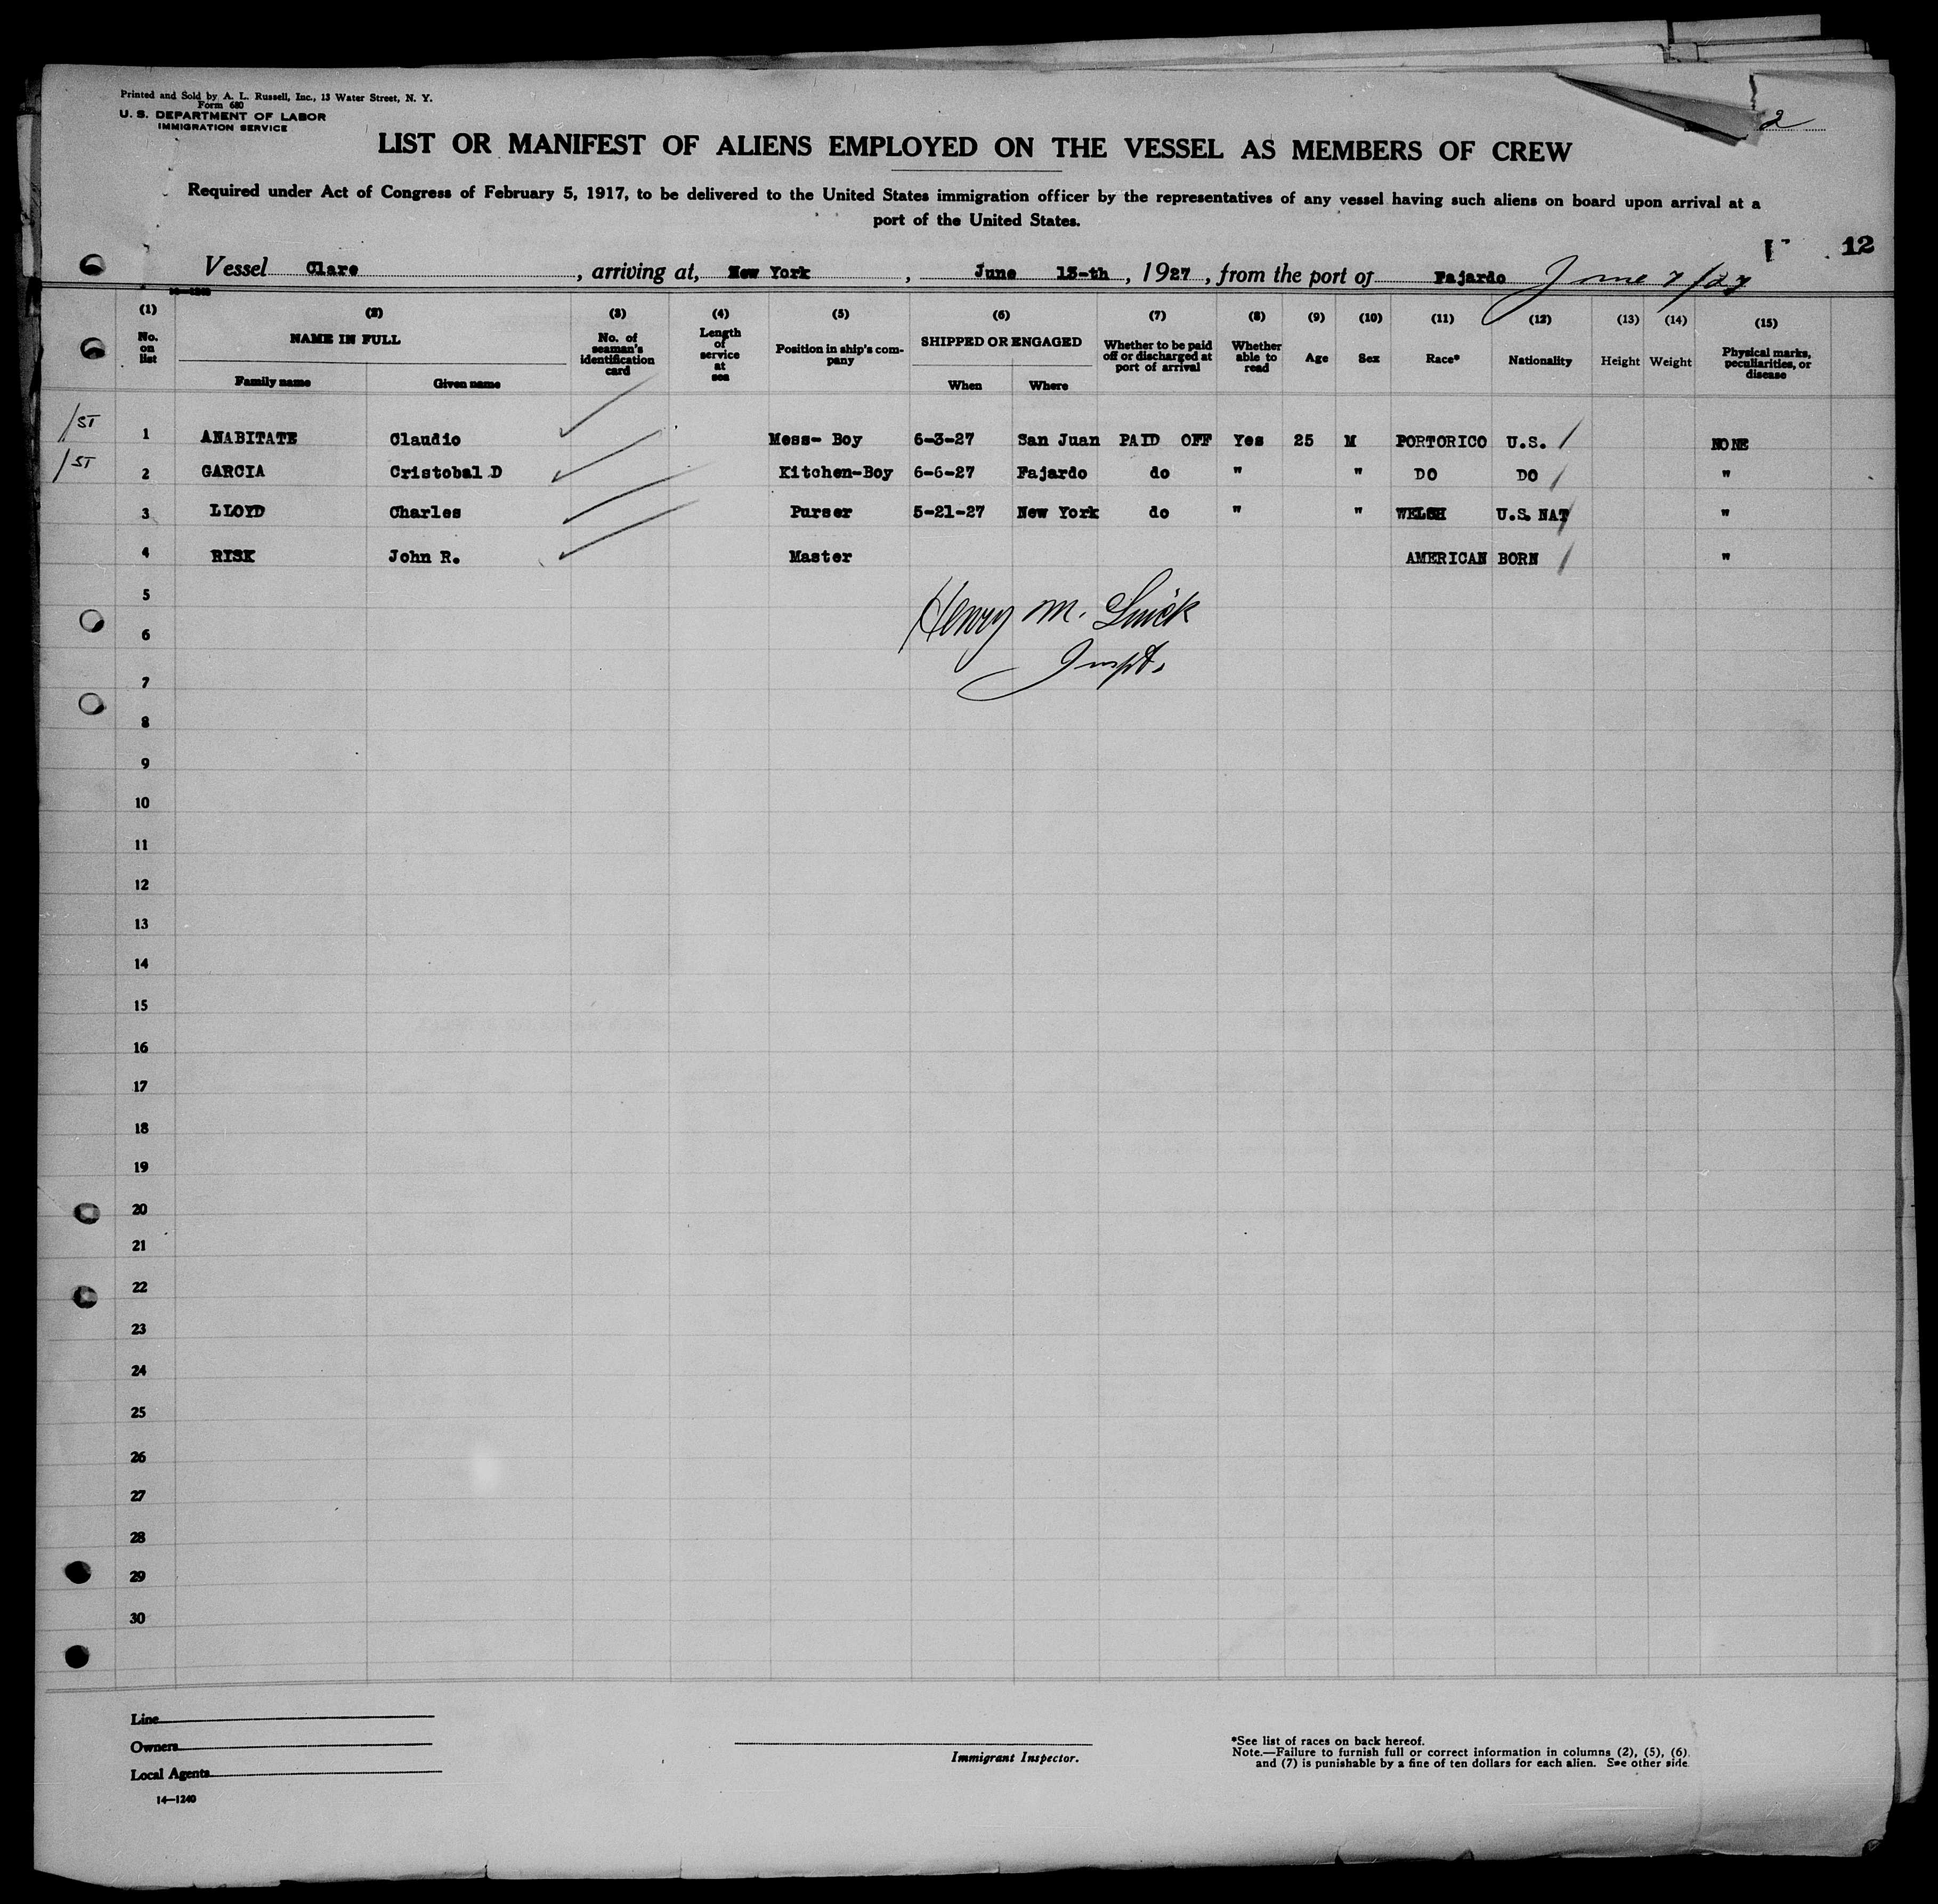 Printed and Sold by A. L. Russell, Inc., 13 Water Street, N. Y.
Form 680
U. S. DEPARTMENT OF LABOR
IMMIGRATION SERVICE
2
LIST OR MANIFEST OF ALIENS EMPLOYED ON THE VESSEL AS MEMBERS OF CREW
Required under Act of Congress of February 5, 1917, to be delivered to the United States immigration officer by the representatives of any vessel having such aliens on board upon arrival at a
port of the United States.
12
Vessel Clare, arriving at, New York, June 13-th, 1927, from the port of Fajardo June 7/27
(1) (2) (3) (4) (5) (6) (7) (8) (9) (10) (11) (12) (13) (14) (15)
No. on list NAME IN FULL Family name Given name No. of seaman's identification card Length of service at sea Position in ship's company SHIPPED OR ENGAGED When Where Whether to be paid off or discharged at port of arrival Whether able to read Age Sex Race* Nationality Height Weight Physical marks, peculiarities, or disease
1ST 1 ANABITATE Claudio Mess- Boy 6-3-27 San Juan PAID OFF Yes 25 M PORTORICO U.S. NONE
1ST 2 GARCIA Cristobal D Kitchen-Boy 6-6-27 Fajardo do " " DO DO "
3 LLOYD Charles Purser 5-21-27 New York do " " WELSH U.S. NAT "
4 RISK John R. Master AMERICAN BORN "
5
Henry M.
6
Inspt.
7
8
9
10
11
12
13
14
15
16
17
18
19
20
21
22
23
24
25
26
27
28
29
30
Line
Owners
Local Agents
14—1240
Immigrant Inspector.
*See list of races on back hereof.
Note.—Failure to furnish full or correct information in columns (2), (5), (6)
and (7) is punishable by a fine of ten dollars for each alien. See other side